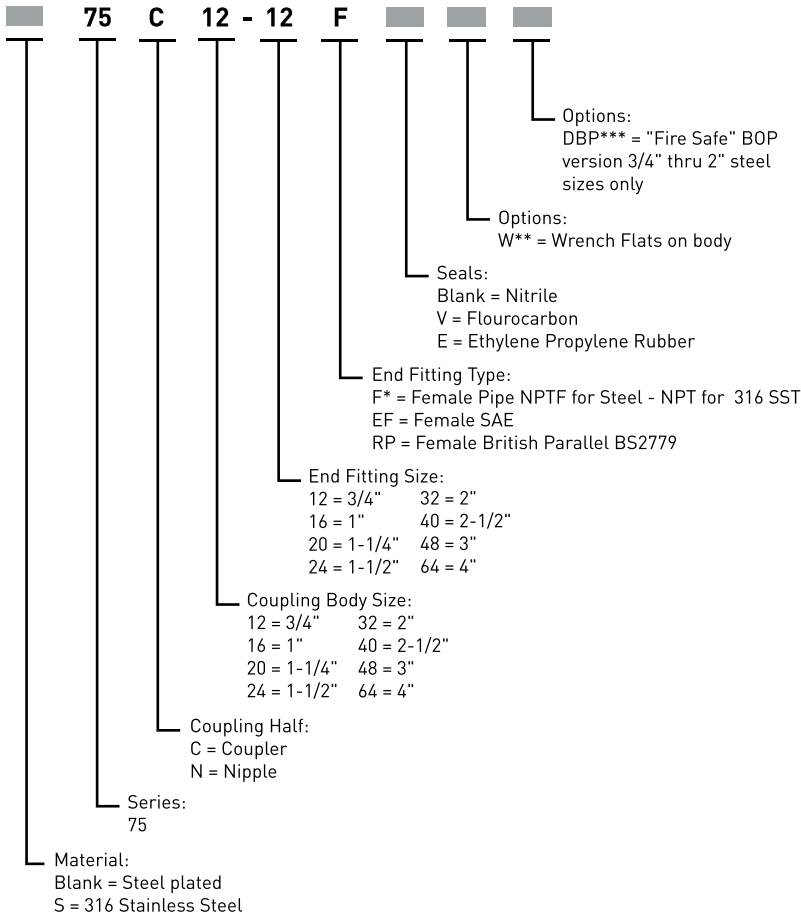 75 C 12 - 12 F
Options:
DBP*** = "Fire Safe" BOP
version 3/4" thru 2" steel
sizes only
Options:
W** = Wrench Flats on body
Seals:
Blank = Nitrile
V = Flourocarbon
E = Ethylene Propylene Rubber
End Fitting Type:
F* = Female Pipe NPTF for Steel - NPT for 316 SST
EF = Female SAE
RP = Female British Parallel BS2779
End Fitting Size:
12 = 3/4" 32 = 2"
16 = 1" 40 = 2-1/2"
20 = 1-1/4" 48 = 3"
24 = 1-1/2" 64 = 4"
Coupling Body Size:
12 = 3/4" 32 = 2"
16 = 1" 40 = 2-1/2"
20 = 1-1/4" 48 = 3"
24 = 1-1/2" 64 = 4"
Coupling Half:
C = Coupler
N = Nipple
Series:
75
Material:
Blank = Steel plated
S = 316 Stainless Steel